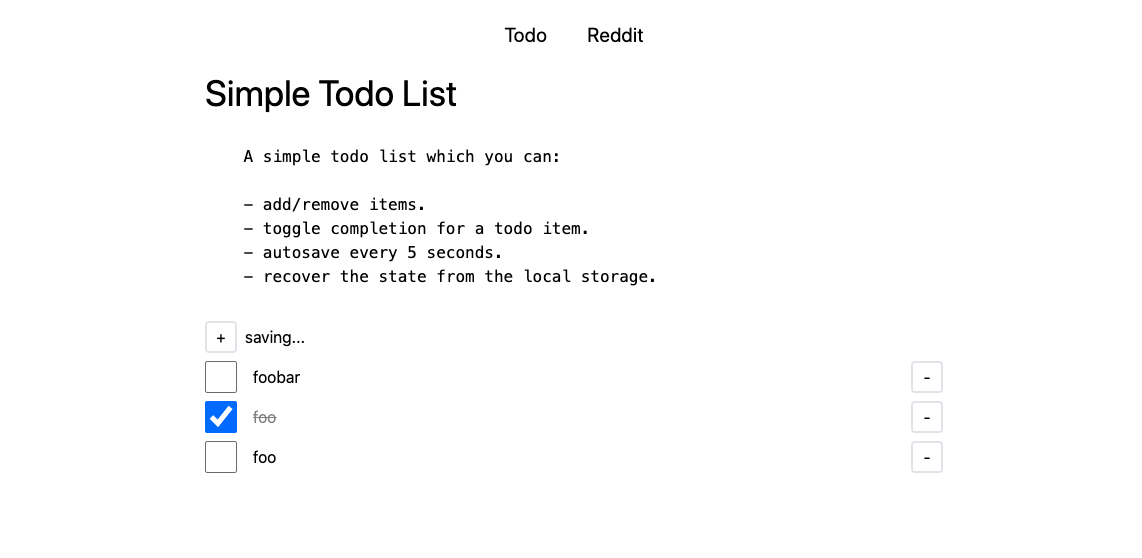 Todo Reddit
Simple Todo List
A simple todo list which you can:
- add/remove items.
- toggle completion for a todo item.
- autosave every 5 seconds.
- recover the state from the local storage.
+ saving...
foobar -
foo -
foo -